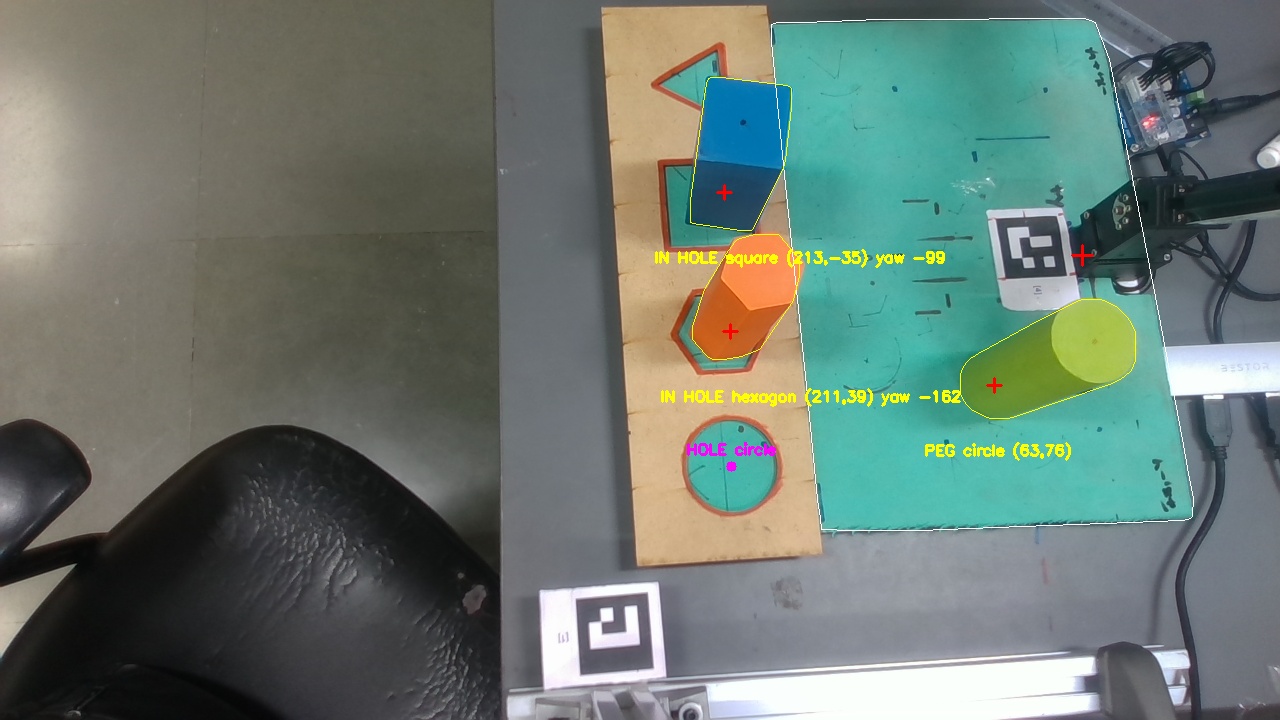 IN HOLE square (213,-35) yaw -99
IN HOLE hexagon (211,39) yaw -162
HOLE circle
PEG circle (63,76)